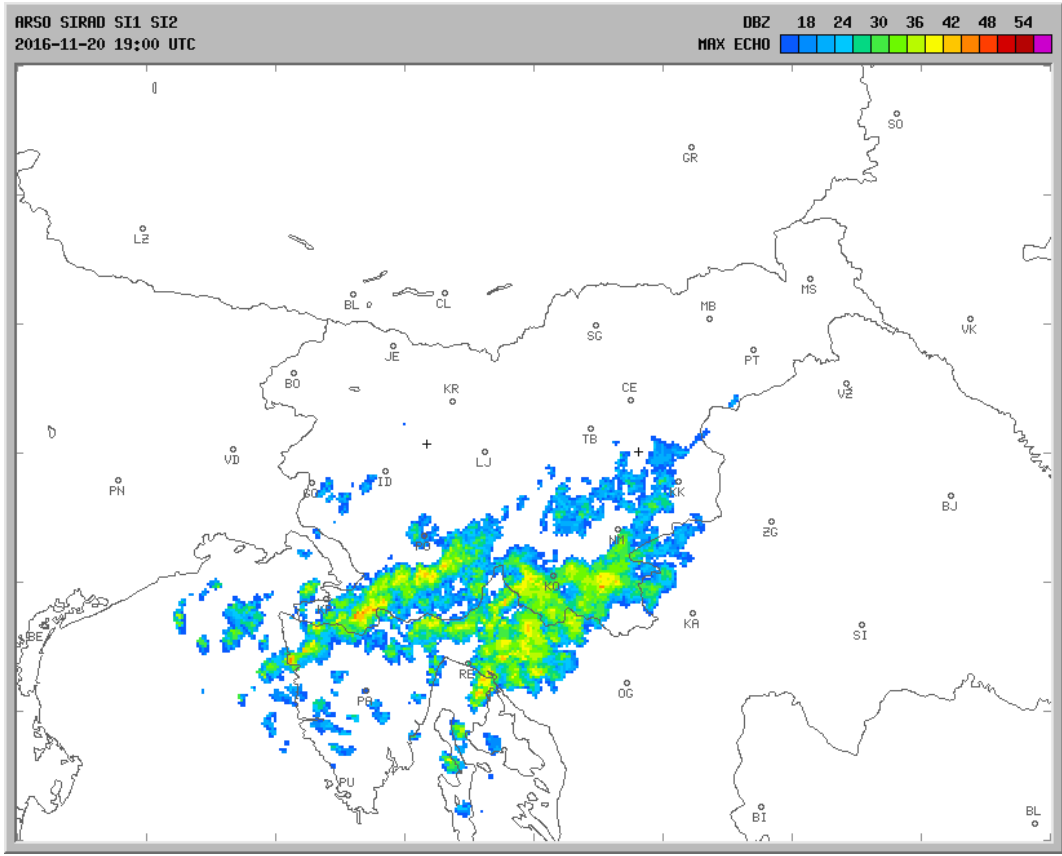 ARSO SIRAD SI1 SI2
DBZ 18 24 30 36 42 48 54
2016-11-20 19:00 UTC
MAX ECHO
SO
GR
LZ
MS
BL
CL
MB
VK
SG
JE
PT
BO
KR
CE
VŽ
TB
VD
LJ
ID
PN
GO
KK
BJ
ZG
NM
KO
KA
BE
SI
RE
OG
PA
PU
BI
BL